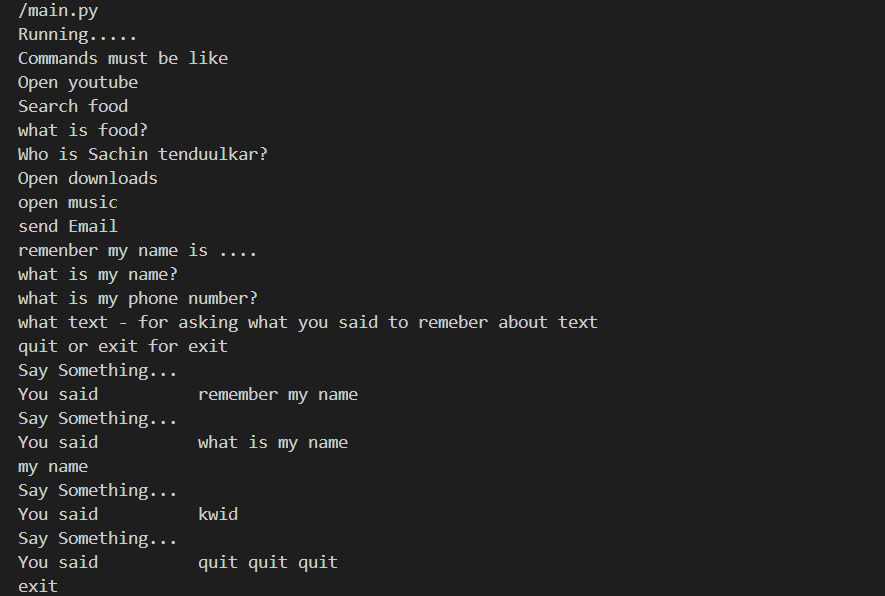 /main.py
Running.....
Commands must be like
Open youtube
Search food
what is food?
Who is Sachin tenduulkar?
Open downloads
open music
send Email
remenber my name is ....
what is my name?
what is my phone number?
what text - for asking what you said to remeber about text
quit or exit for exit
Say Something...
You said          remember my name
Say Something...
You said          what is my name
my name
Say Something...
You said          kwid
Say Something...
You said          quit quit quit
exit